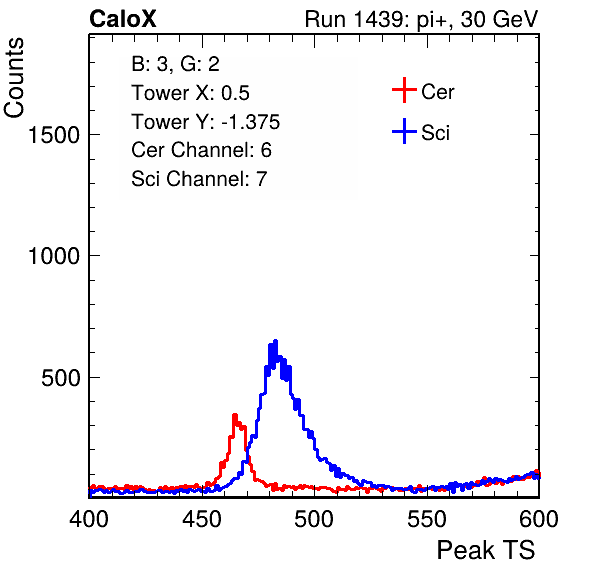 CaloX Run 1439: pi+, 30 GeV
Counts
B: 3, G: 2
Tower X: 0.5
Tower Y: -1.375
Cer Channel: 6
Sci Channel: 7
Cer
Sci
1500
1000
500
400 450 500 550 600
Peak TS